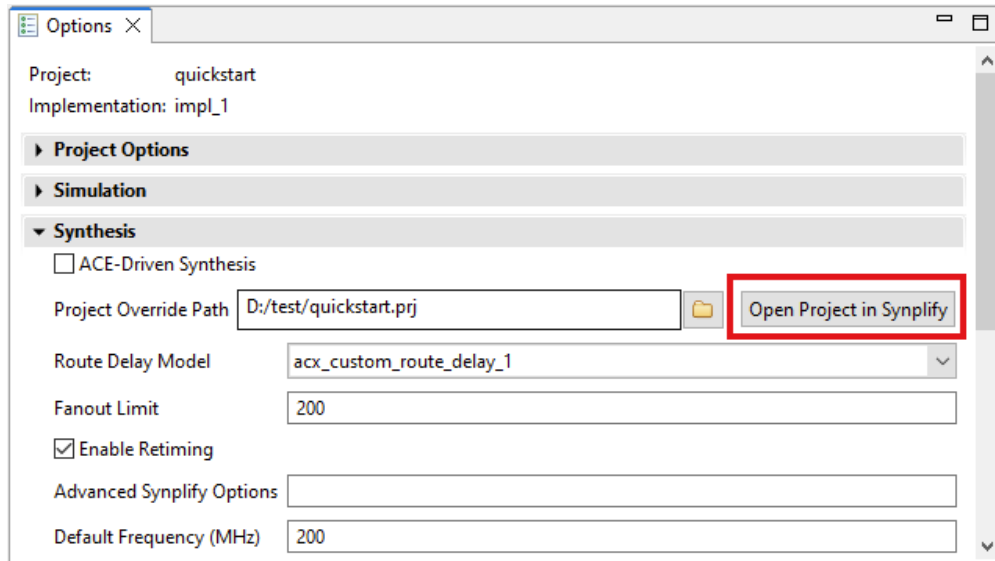 Options
Project: quickstart
Implementation: impl_1
Project Options
Simulation
Synthesis
ACE-Driven Synthesis
Project Override Path D:/test/quickstart.prj Open Project in Synplify
Route Delay Model acx_custom_route_delay_1
Fanout Limit 200
Enable Retiming
Advanced Synplify Options
Default Frequency (MHz) 200